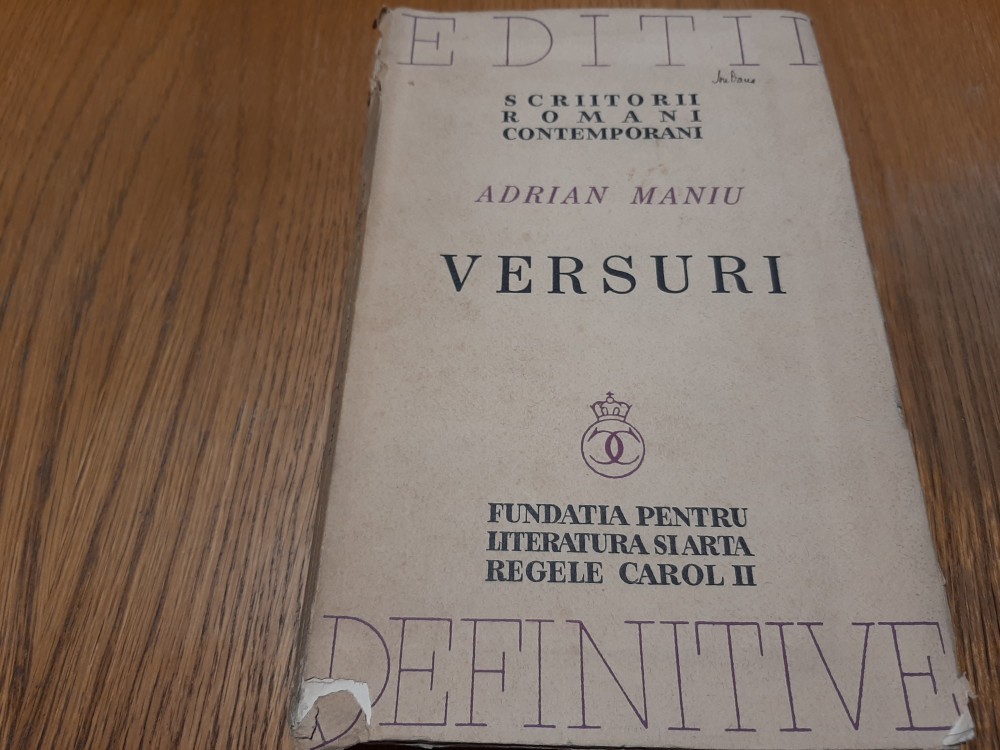 EDITII
SCRIITORII
ROMANI
CONTEMPORANI
ADRIAN MANIU
VERSURI
FUNDATIA PENTRU
LITERATURA SI ARTA
REGELE CAROL II
DEFINITIVE